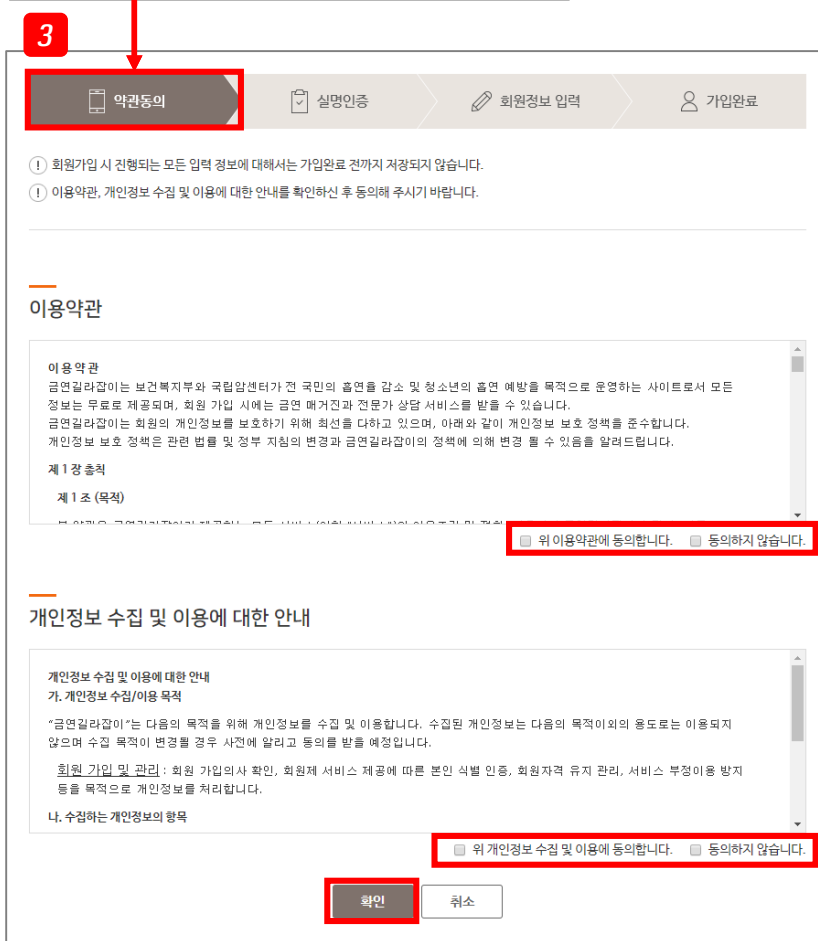 3
약관동의
실명인증
회원정보 입력
가입완료
회원가입 시 진행되는 모든 입력 정보에 대해서는 가입완료 전까지 저장되지 않습니다.
이용약관, 개인정보 수집 및 이용에 대한 안내를 확인하신 후 동의해 주시기 바랍니다.
이용약관
이용약관
금연길라잡이는 보건복지부와 국립암센터가 전 국민의 흡연율 감소 및 청소년의 흡연 예방을 목적으로 운영하는 사이트로서 모든
정보는 무료로 제공되며, 회원 가입 시에는 금연 매거진과 전문가 상담 서비스를 받을 수 있습니다.
금연길라잡이는 회원의 개인정보를 보호하기 위해 최선을 다하고 있으며, 아래와 같이 개인정보 보호 정책을 준수합니다.
개인정보 보호 정책은 관련 법률 및 정부 지침의 변경과 금연길라잡이의 정책에 의해 변경 될 수 있음을 알려드립니다.
제 1 장 총칙
제 1 조 (목적)
위 이용약관에 동의합니다. 동의하지 않습니다.
개인정보 수집 및 이용에 대한 안내
개인정보 수집 및 이용에 대한 안내
가. 개인정보 수집/이용 목적
“금연길라잡이”는 다음의 목적을 위해 개인정보를 수집 및 이용합니다. 수집된 개인정보는 다음의 목적이외의 용도로는 이용되지
않으며 수집 목적이 변경될 경우 사전에 알리고 동의를 받을 예정입니다.
회원 가입 및 관리 : 회원 가입의사 확인, 회원제 서비스 제공에 따른 본인 식별 인증, 회원자격 유지 관리, 서비스 부정이용 방지
등을 목적으로 개인정보를 처리합니다.
나. 수집하는 개인정보의 항목
위 개인정보 수집 및 이용에 동의합니다. 동의하지 않습니다.
확인
취소